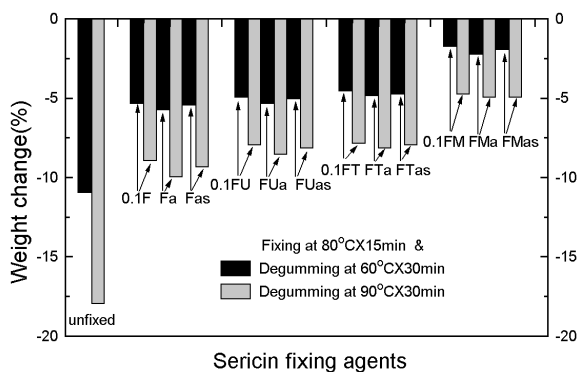 0
-5
-10
-15
-20
Weight change(%)
0
-5
-10
-15
-20
unfixed
0.1F Fa Fas
0.1FU FUa FUas
0.1FT FTa FTas
0.1FM FMa FMas
Fixing at 80°CX15min &
Degumming at 60°CX30min
Degumming at 90°CX30min
Sericin fixing agents